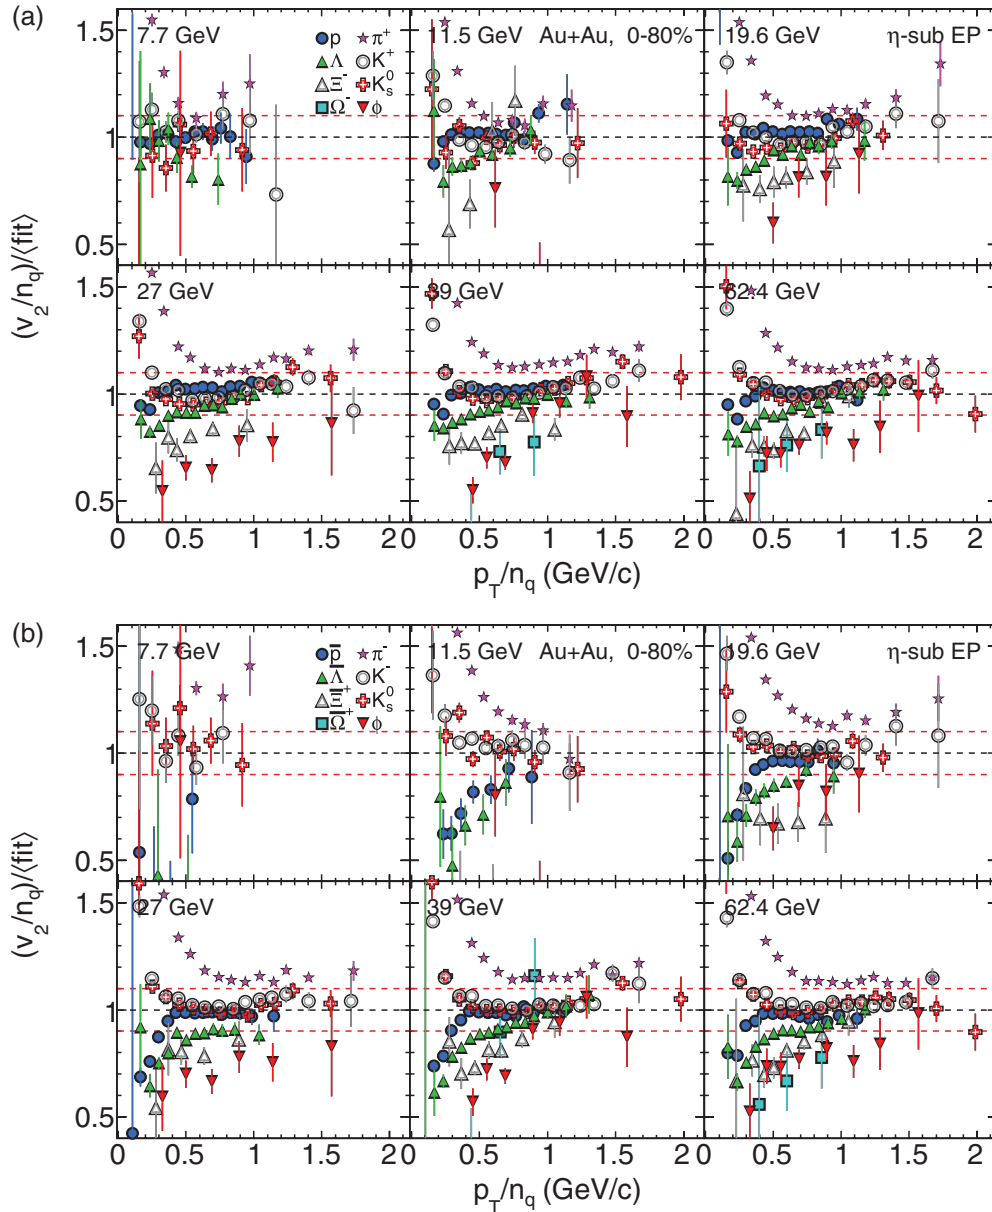 (a)
7.7 GeV
p π⁺
Λ K⁺
Ξ⁻ K⁰ₛ
Ω⁻ ϕ
11.5 GeV Au+Au, 0-80%
19.6 GeV η-sub EP
1.5
1
0.5
27 GeV
39 GeV
62.4 GeV
1.5
1
0.5
(v₂/n_q)/⟨fit⟩
0 0.5 1 1.5 2 0 0.5 1 1.5 2 0 0.5 1 1.5 2
p_T/n_q (GeV/c) p_T/n_q (GeV/c)
(b)
7.7 GeV
p̅ π⁻
Λ̅ K⁻
Ξ̅⁺ K⁰ₛ
Ω̅⁺ ϕ
11.5 GeV Au+Au, 0-80%
19.6 GeV η-sub EP
1.5
1
0.5
27 GeV
39 GeV
62.4 GeV
1.5
1
0.5
(v₂/n_q)/⟨fit⟩
0 0.5 1 1.5 2 0 0.5 1 1.5 2 0 0.5 1 1.5 2
p_T/n_q (GeV/c) p_T/n_q (GeV/c)